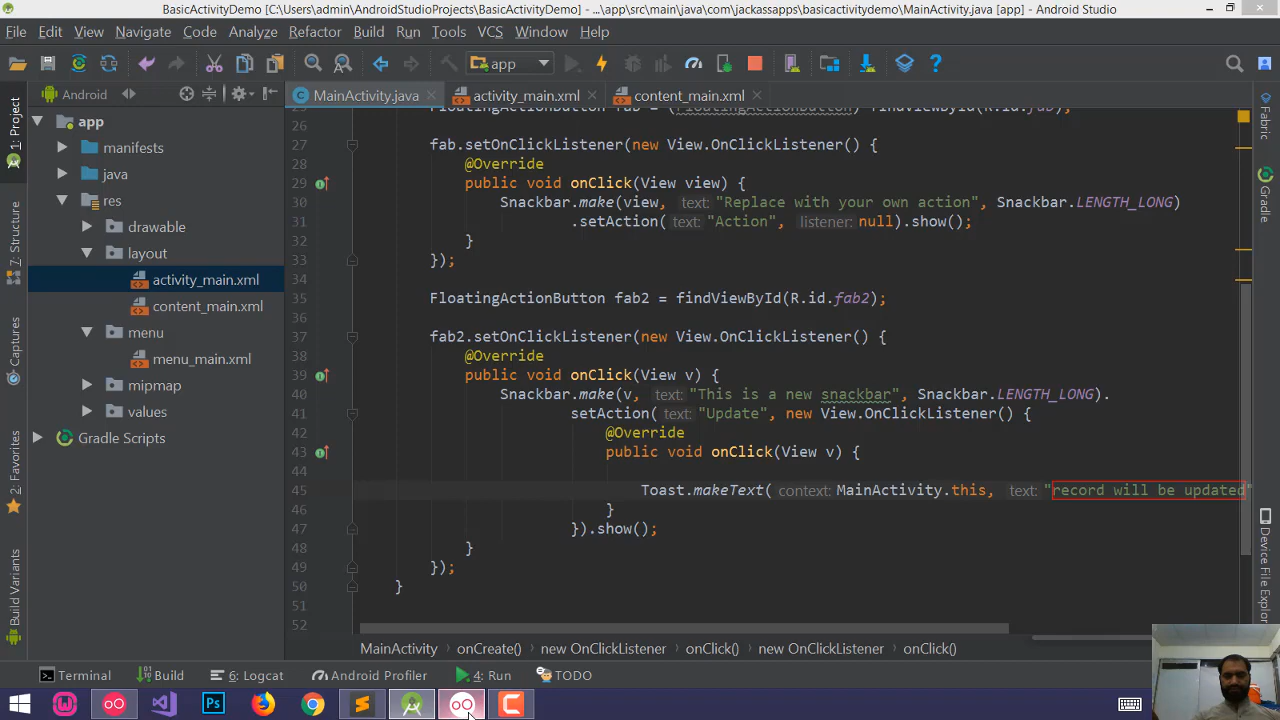 BasicActivityDemo [C:\Users\admin\AndroidStudioProjects\BasicActivityDemo] - ...\app\src\main\java\com\jackassapps\basicactivitydemo\MainActivity.java [app] - Android Studio
File Edit View Navigate Code Analyze Refactor Build Run Tools VCS Window Help
app
Android
MainActivity.java activity_main.xml content_main.xml
1: Project
7: Structure
Captures
2: Favorites
Build Variants
app
manifests
java
res
drawable
layout
activity_main.xml
content_main.xml
menu
menu_main.xml
mipmap
values
Gradle Scripts
25 FloatingActionButton fab = (FloatingActionButton) findViewById(R.id.fab);
26
27 fab.setOnClickListener(new View.OnClickListener() {
28 @Override
29 public void onClick(View view) {
30 Snackbar.make(view, text: "Replace with your own action", Snackbar.LENGTH_LONG)
31 .setAction( text: "Action", listener: null).show();
32 }
33 });
34
35 FloatingActionButton fab2 = findViewById(R.id.fab2);
36
37 fab2.setOnClickListener(new View.OnClickListener() {
38 @Override
39 public void onClick(View v) {
40 Snackbar.make(v, text: "This is a new snackbar", Snackbar.LENGTH_LONG).
41 setAction( text: "Update", new View.OnClickListener() {
42 @Override
43 public void onClick(View v) {
44
45 Toast.makeText( context: MainActivity.this, text: "record will be updated"
46 }
47 }).show();
48 }
49 });
50 }
51
52
MainActivity onCreate() new OnClickListener onClick() new OnClickListener onClick()
Fabric
Gradle
Device File Explor
Terminal Build 6: Logcat Android Profiler 4: Run TODO
Ps